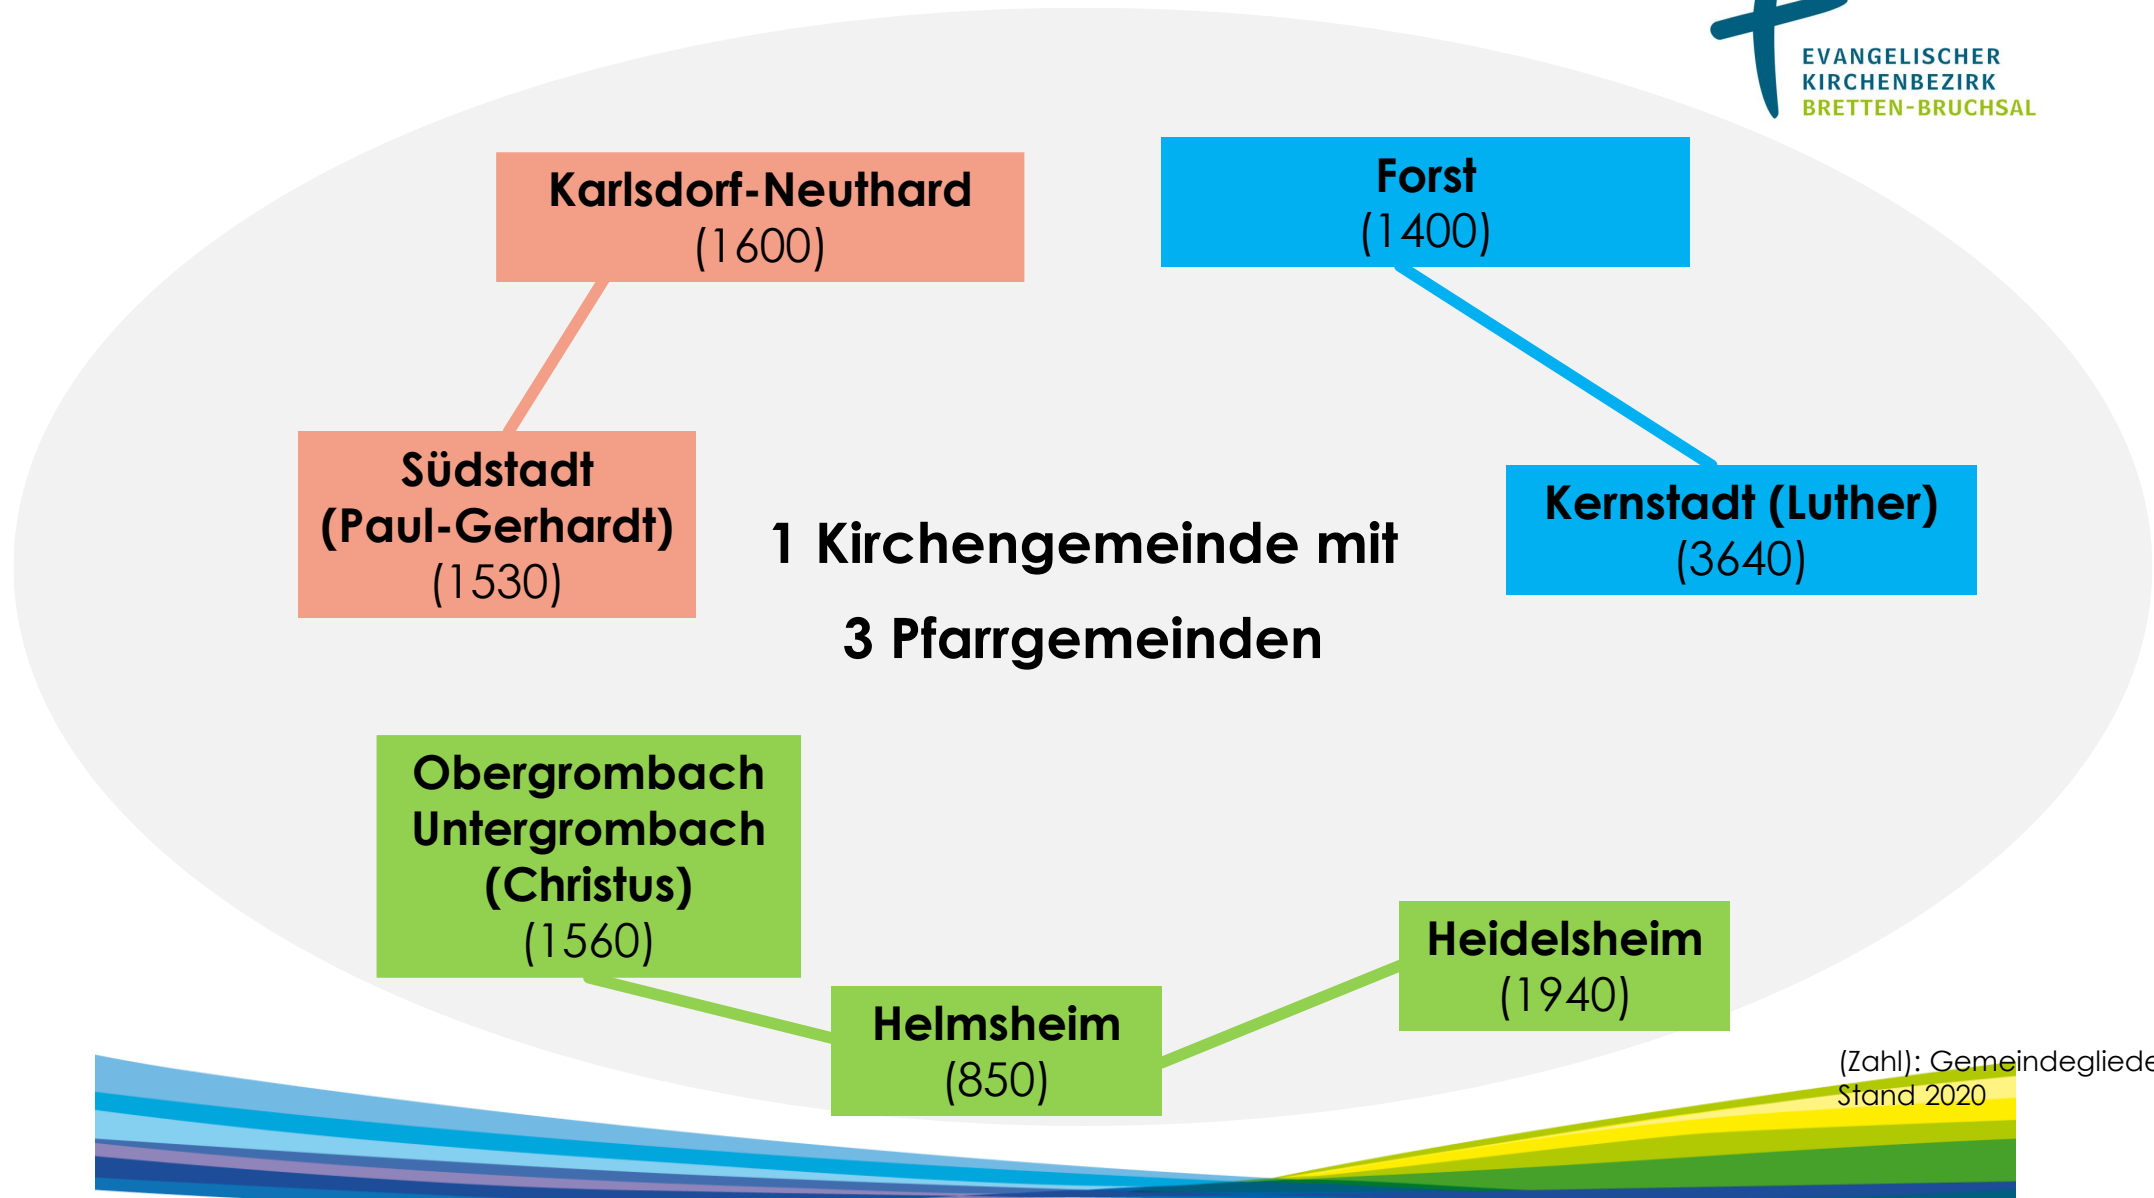 EVANGELISCHER
KIRCHENBEZIRK
BRETTEN-BRUCHSAL
Karlsdorf-Neuthard
(1600)
Forst
(1400)
Südstadt
(Paul-Gerhardt)
(1530)
Kernstadt (Luther)
(3640)
1 Kirchengemeinde mit
3 Pfarrgemeinden
Obergrombach
Untergrombach
(Christus)
(1560)
Helmsheim
(850)
Heidelsheim
(1940)
(Zahl): Gemeindegliede
Stand 2020